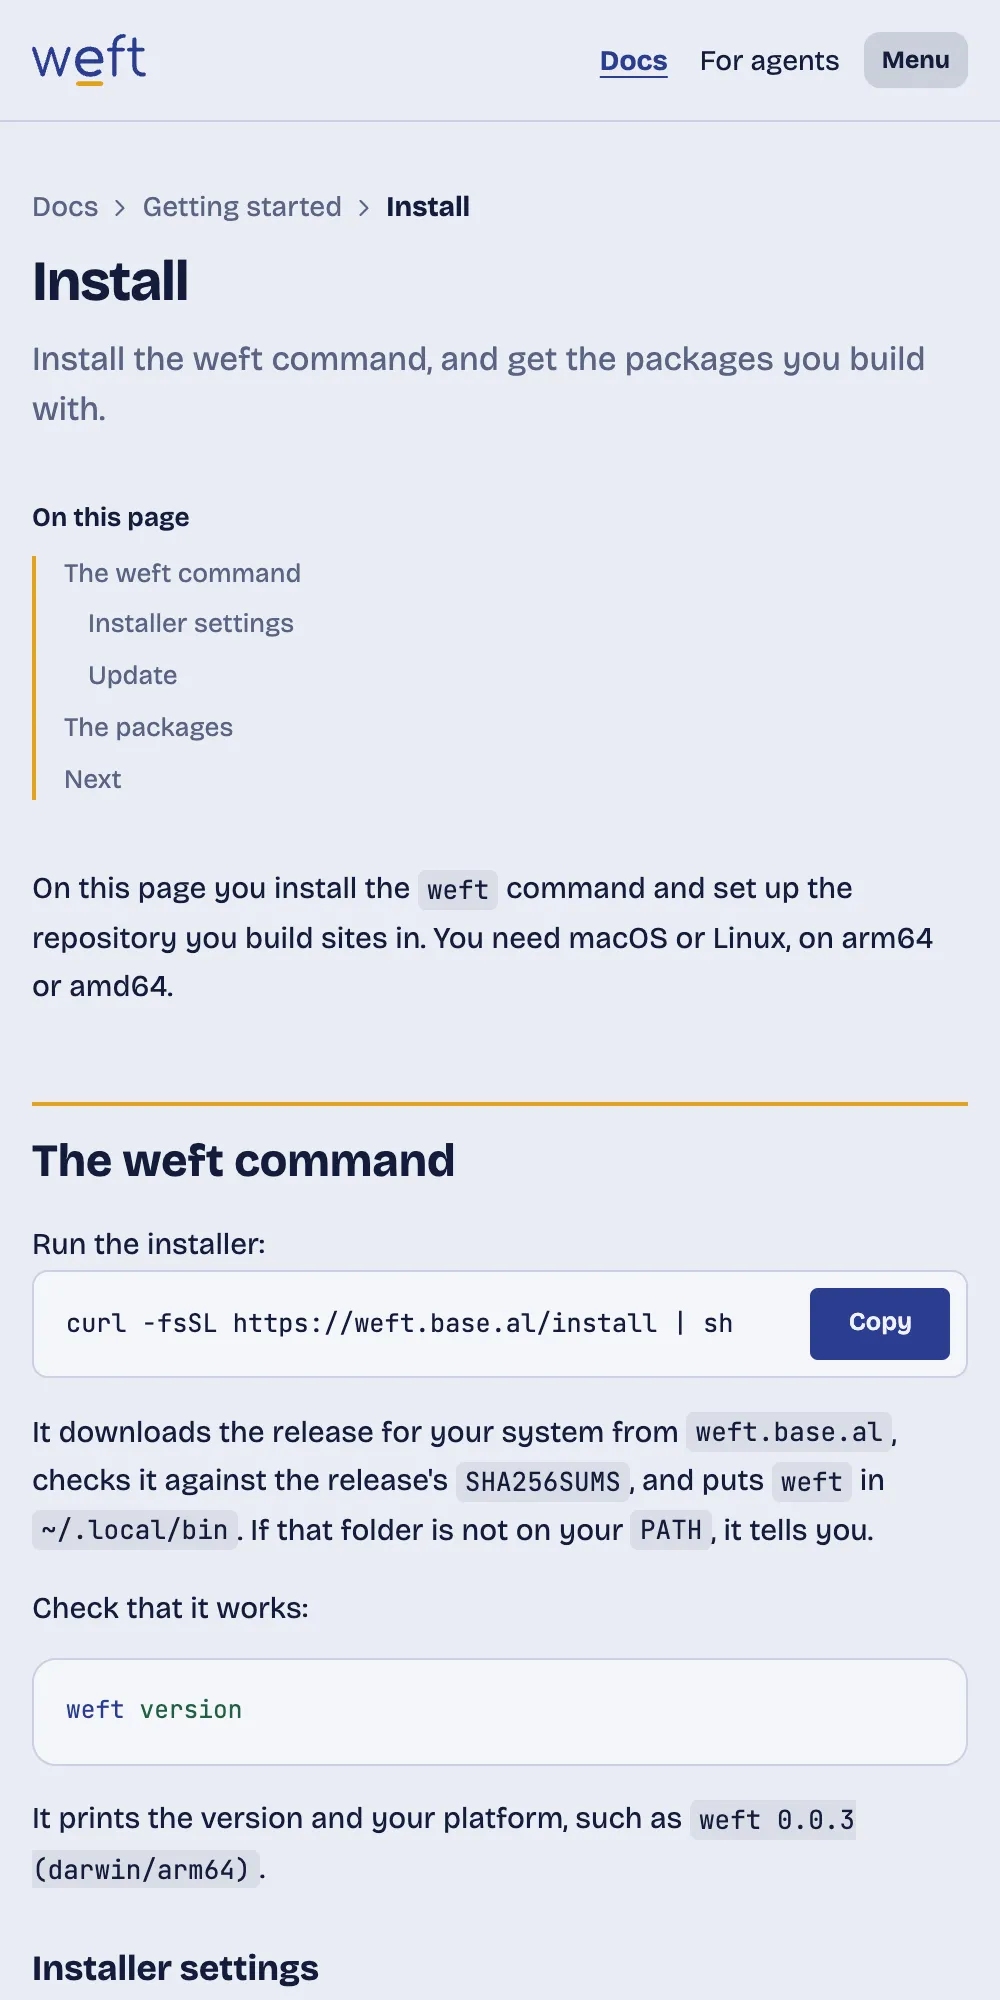 weft
Docs For agents Menu
Docs > Getting started > Install
Install
Install the weft command, and get the packages you build
with.
On this page
The weft command
Installer settings
Update
The packages
Next
On this page you install the weft command and set up the
repository you build sites in. You need macOS or Linux, on arm64
or amd64.
The weft command
Run the installer:
curl -fsSL https://weft.base.al/install | sh Copy
It downloads the release for your system from weft.base.al,
checks it against the release's SHA256SUMS, and puts weft in
~/.local/bin. If that folder is not on your PATH, it tells you.
Check that it works:
weft version
It prints the version and your platform, such as weft 0.0.3
(darwin/arm64).
Installer settings